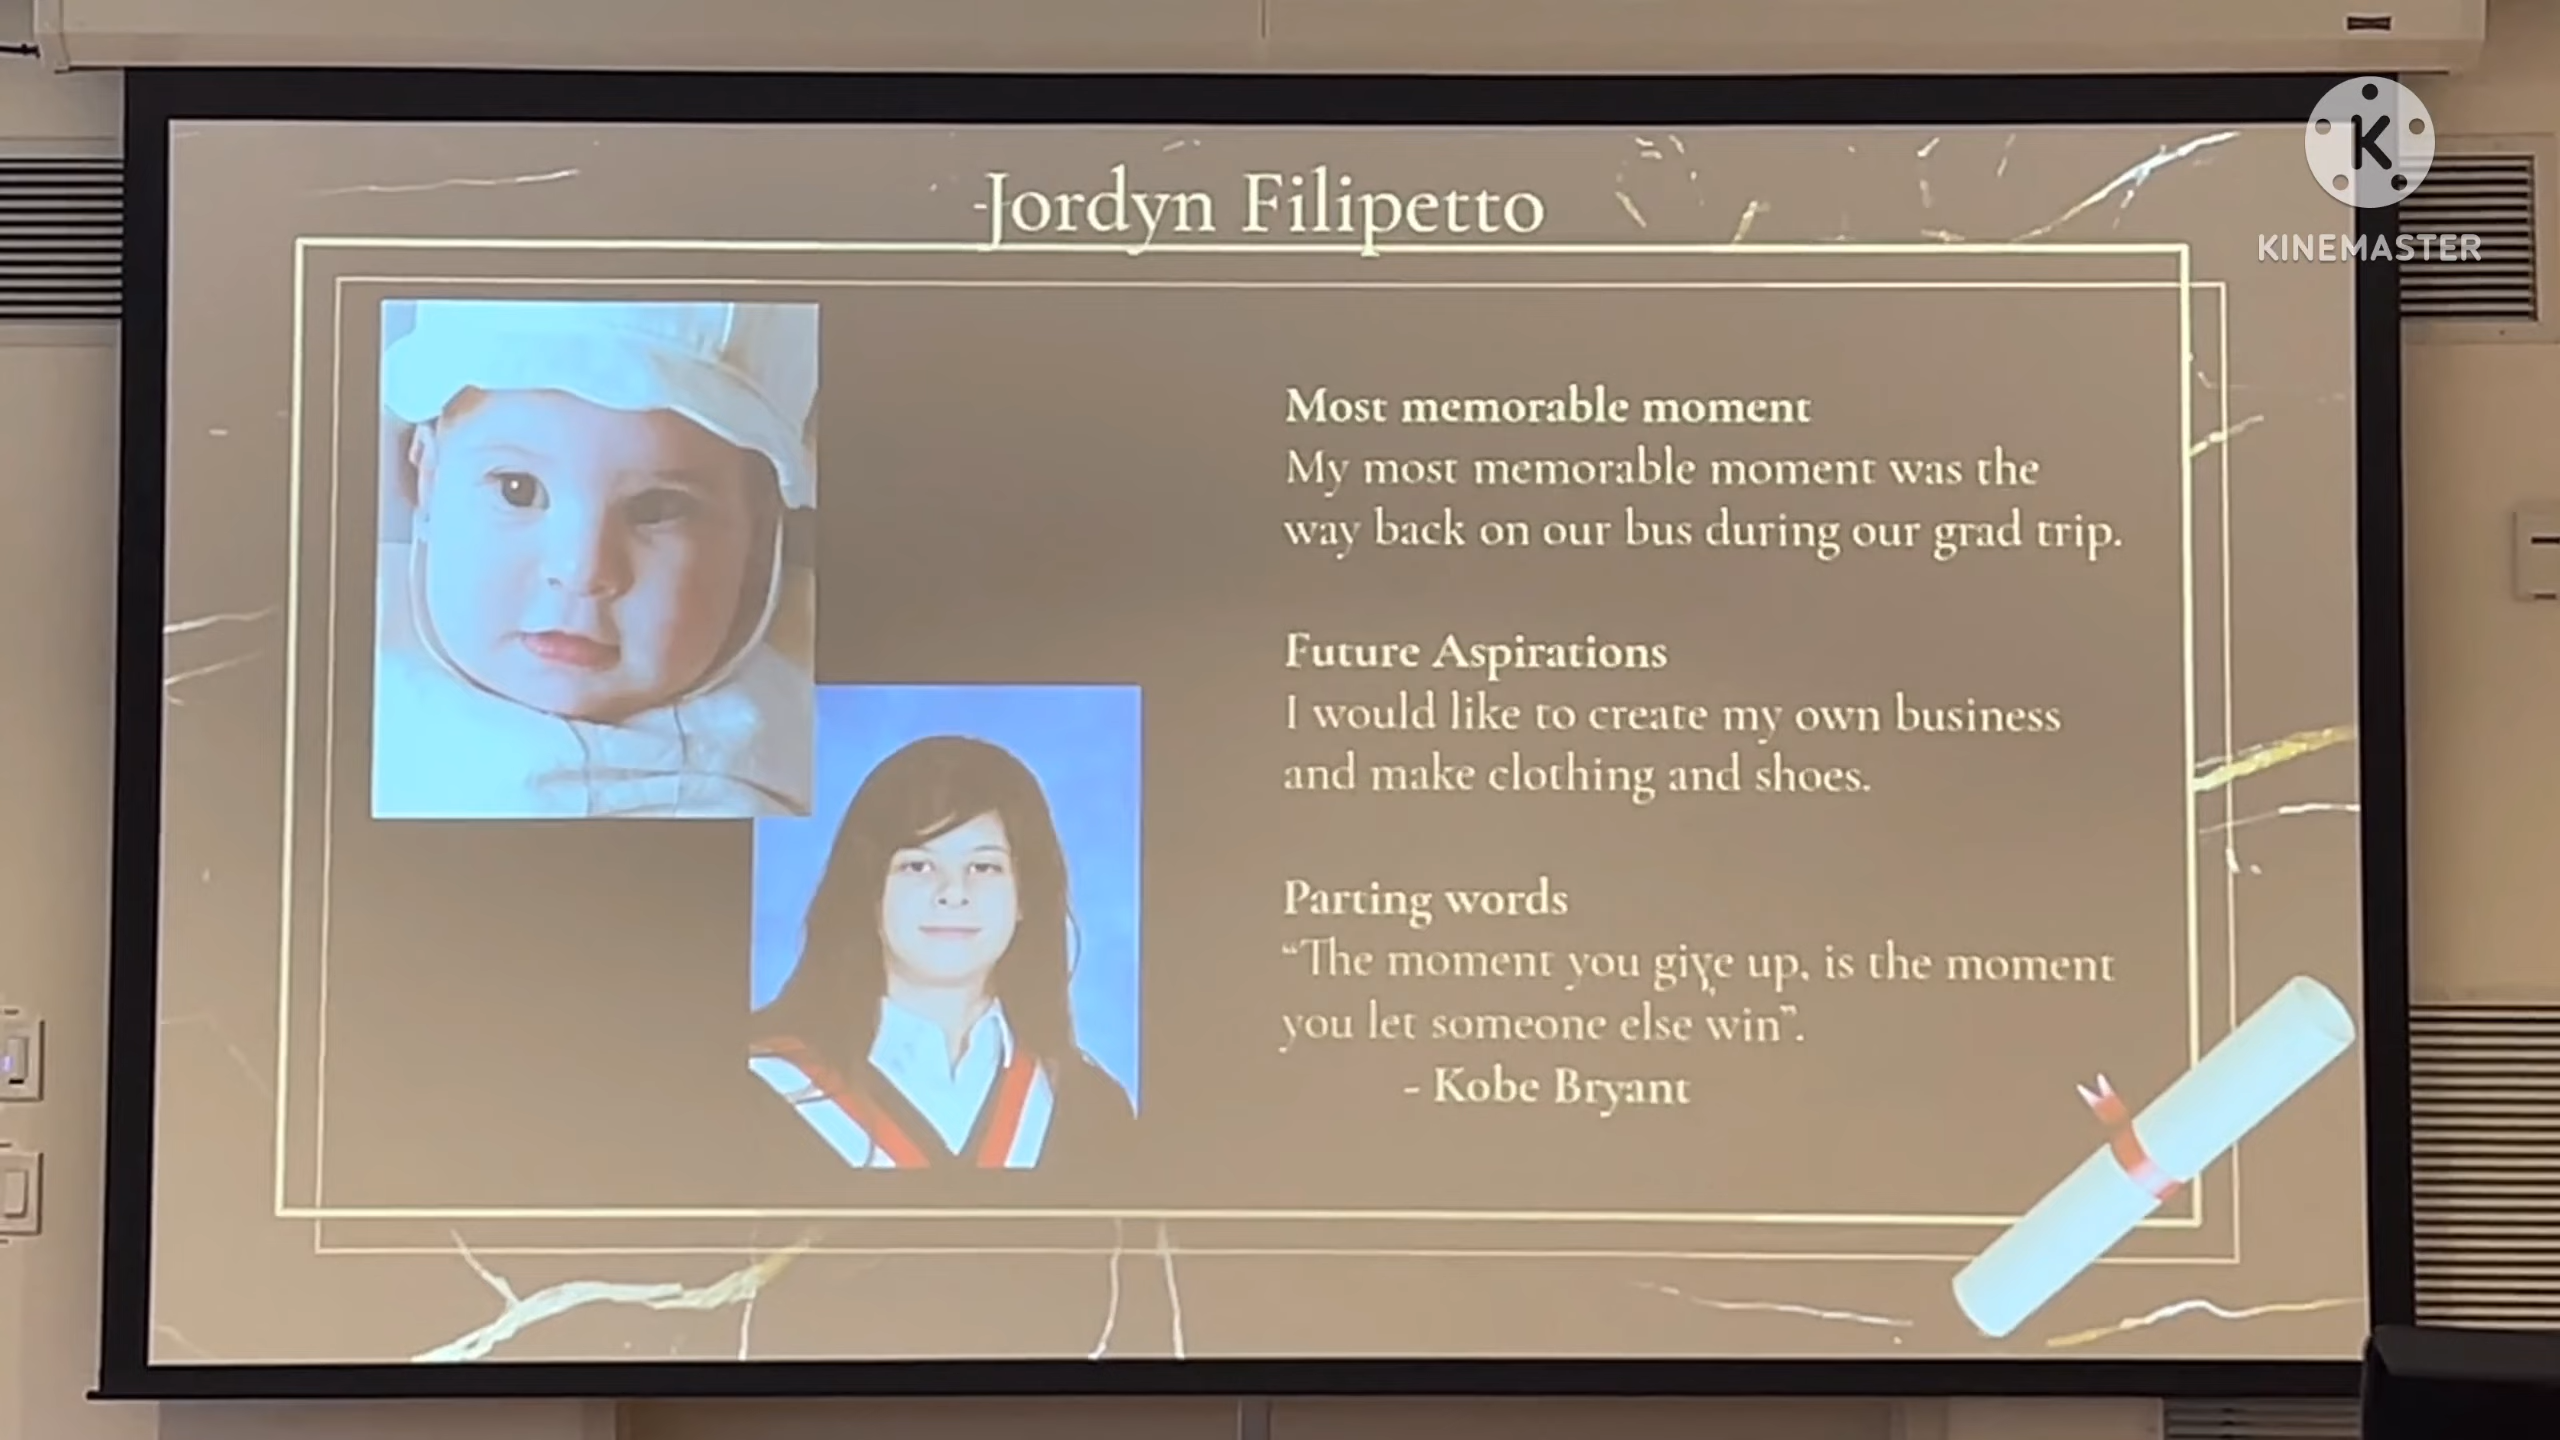 Jordyn Filipetto
K
KINEMASTER
Most memorable moment
My most memorable moment was the
way back on our bus during our grad trip.
Future Aspirations
I would like to create my own business
and make clothing and shoes.
Parting words
“The moment you give up, is the moment
you let someone else win”.
- Kobe Bryant